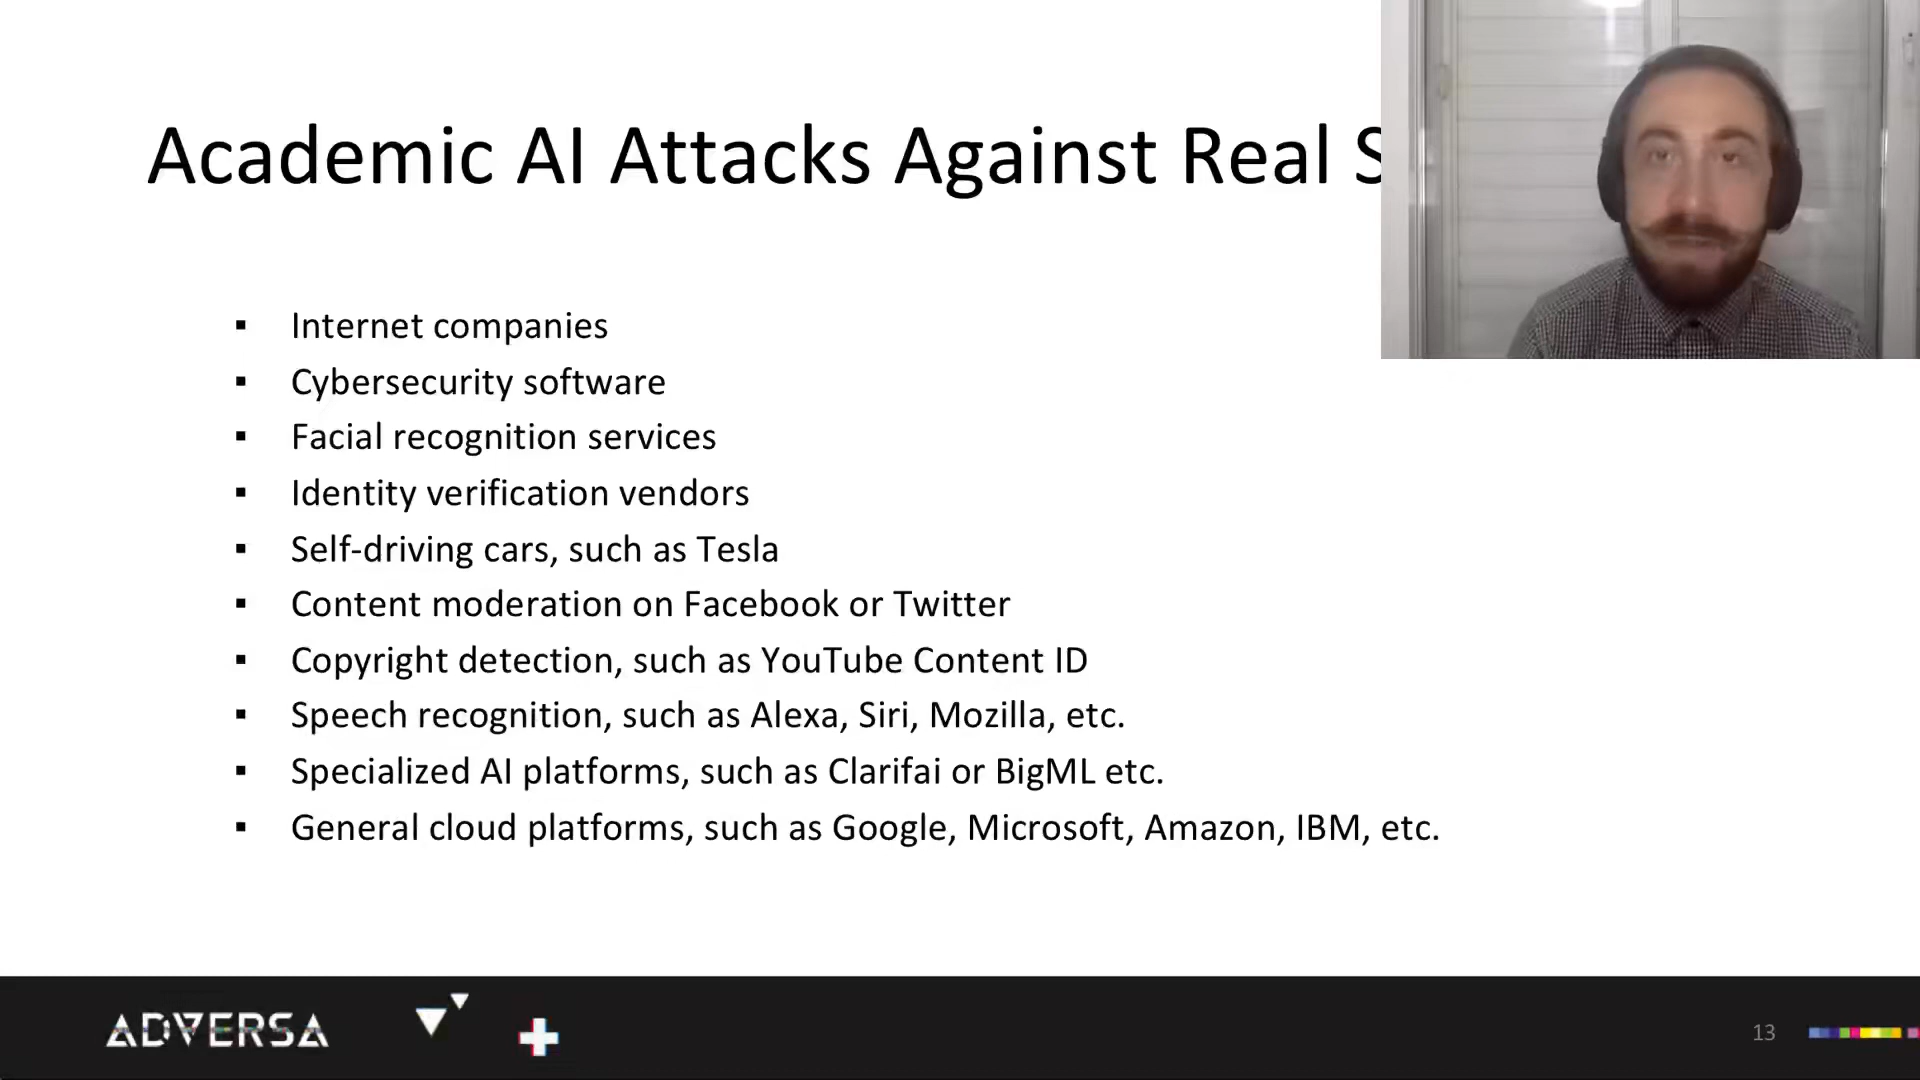 Academic AI Attacks Against Real S
▪ Internet companies
▪ Cybersecurity software
▪ Facial recognition services
▪ Identity verification vendors
▪ Self-driving cars, such as Tesla
▪ Content moderation on Facebook or Twitter
▪ Copyright detection, such as YouTube Content ID
▪ Speech recognition, such as Alexa, Siri, Mozilla, etc.
▪ Specialized AI platforms, such as Clarifai or BigML etc.
▪ General cloud platforms, such as Google, Microsoft, Amazon, IBM, etc.
ADVERSA
13